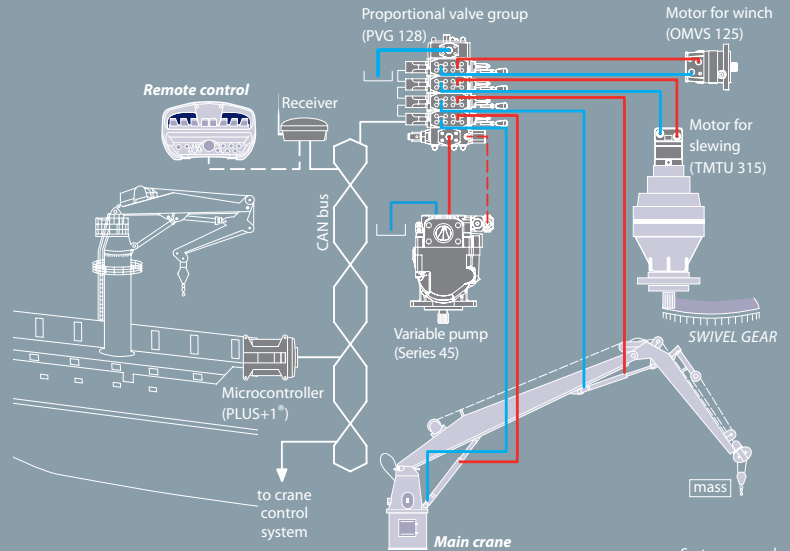 Proportional valve group
(PVG 128)
Motor for winch
(OMVS 125)
Remote control
Receiver
Motor for
slewing
(TMTU 315)
CAN bus
Variable pump
(Series 45)
SWIVEL GEAR
Microcontroller
(PLUS+1®)
mass
to crane
control
system
Main crane